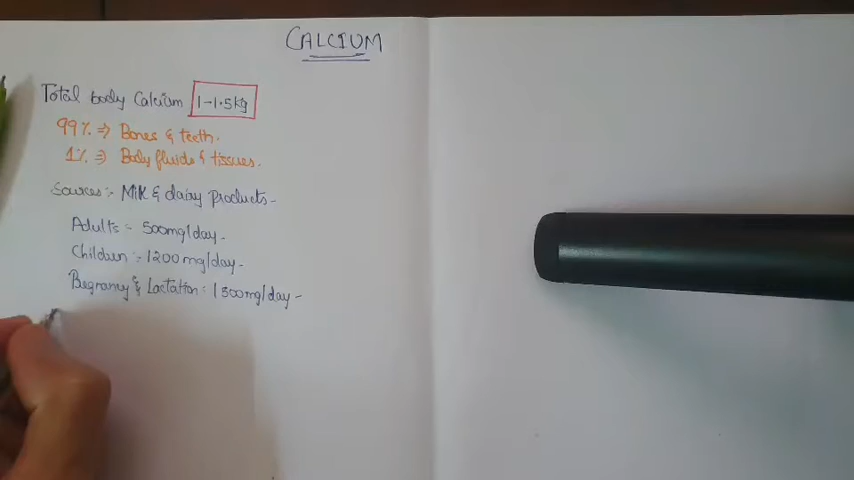 CALCIUM
Total body Calcium 1-1.5kg
99% ⇒ Bones & teeth.
1% ⇒ Body fluids & tissues.
Sources:- Milk & dairy Products-
Adults - 500mg/day-
Children :- 1200mg/day-
Pregnancy & Lactation: 1500mg/day-